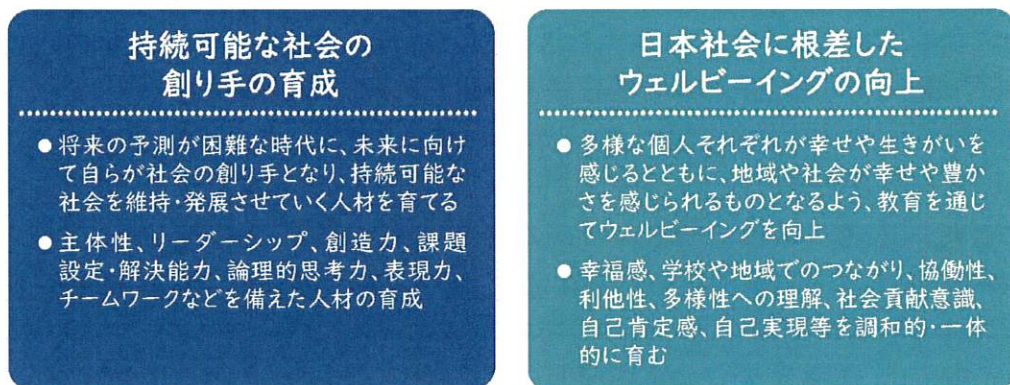 持続可能な社会の
創り手の育成
● 将来の予測が困難な時代に、未来に向け
て自らが社会の創り手となり、持続可能な
社会を維持・発展させていく人材を育てる
● 主体性、リーダーシップ、創造力、課題
設定・解決能力、論理的思考力、表現力、
チームワークなどを備えた人材の育成
日本社会に根差した
ウェルビーイングの向上
● 多様な個人それぞれが幸せや生きがいを
感じるとともに、地域や社会が幸せや豊か
さを感じられるものとなるよう、教育を通じ
てウェルビーイングを向上
● 幸福感、学校や地域でのつながり、協働性、
利他性、多様性への理解、社会貢献意識、
自己肯定感、自己実現等を調和的・一体
的に育む